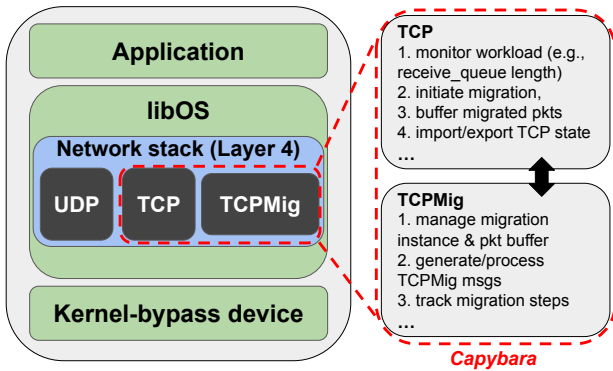 Application
libOS
Network stack (Layer 4)
UDP
TCP
TCPMig
Kernel-bypass device
TCP
1. monitor workload (e.g.,
receive_queue length)
2. initiate migration,
3. buffer migrated pkts
4. import/export TCP state
...
TCPMig
1. manage migration
instance & pkt buffer
2. generate/process
TCPMig msgs
3. track migration steps
...
Capybara